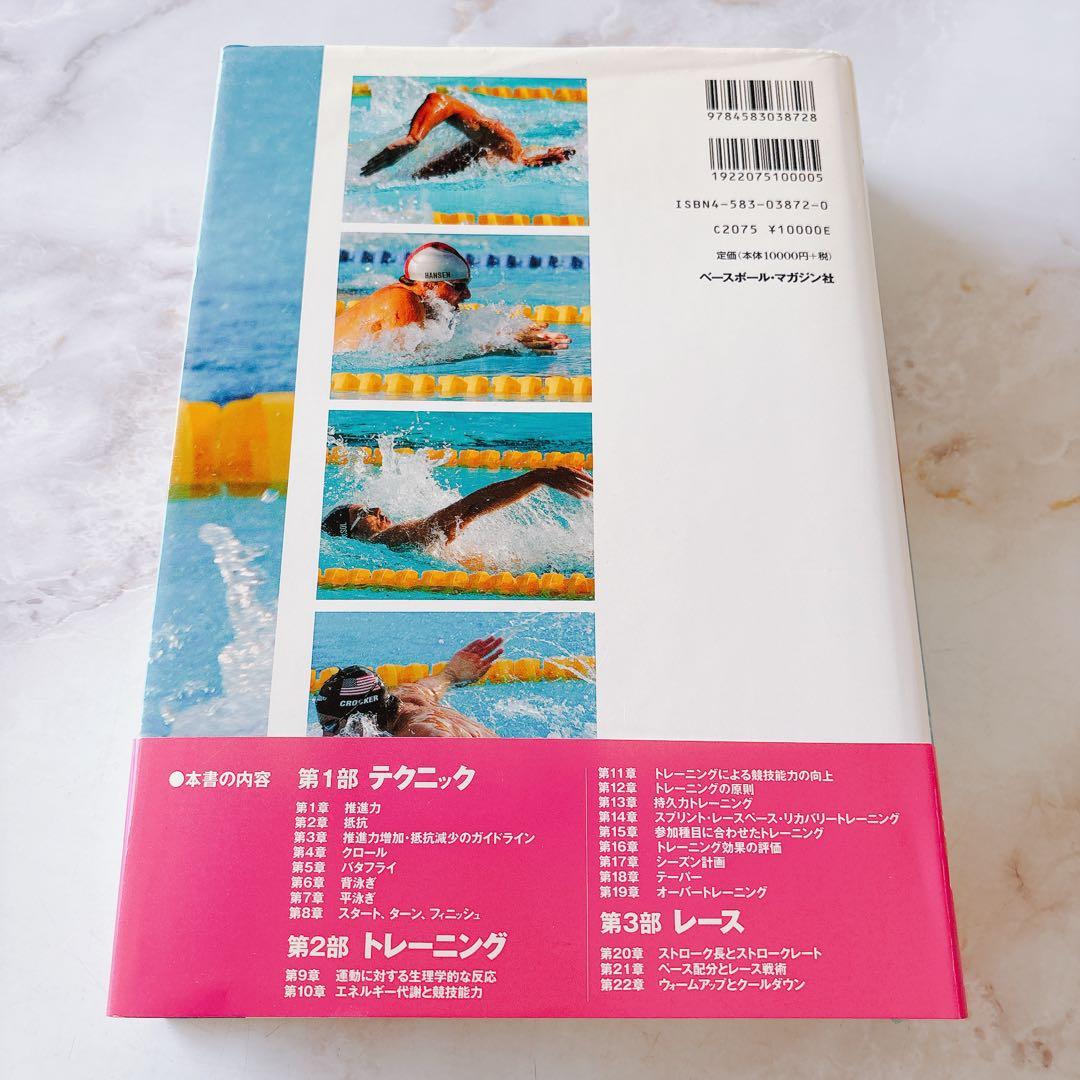 9784583038728
1922075100005
ISBN4-583-03872-0
C2075 ¥10000E
定価(本体10000円+税)
ベースボール・マガジン社
HANSEN
CROCKER
●本書の内容
第1部 テクニック
第1章 推進力
第2章 抵抗
第3章 推進力増加・抵抗減少のガイドライン
第4章 クロール
第5章 バタフライ
第6章 背泳ぎ
第7章 平泳ぎ
第8章 スタート、ターン、フィニッシュ
第2部 トレーニング
第9章 運動に対する生理学的な反応
第10章 エネルギー代謝と競技能力
第11章 トレーニングによる競技能力の向上
第12章 トレーニングの原則
第13章 持久力トレーニング
第14章 スプリント・レースペース・リカバリートレーニング
第15章 参加種目に合わせたトレーニング
第16章 トレーニング効果の評価
第17章 シーズン計画
第18章 テーパー
第19章 オーバートレーニング
第3部 レース
第20章 ストローク長とストロークレート
第21章 ペース配分とレース戦術
第22章 ウォームアップとクールダウン